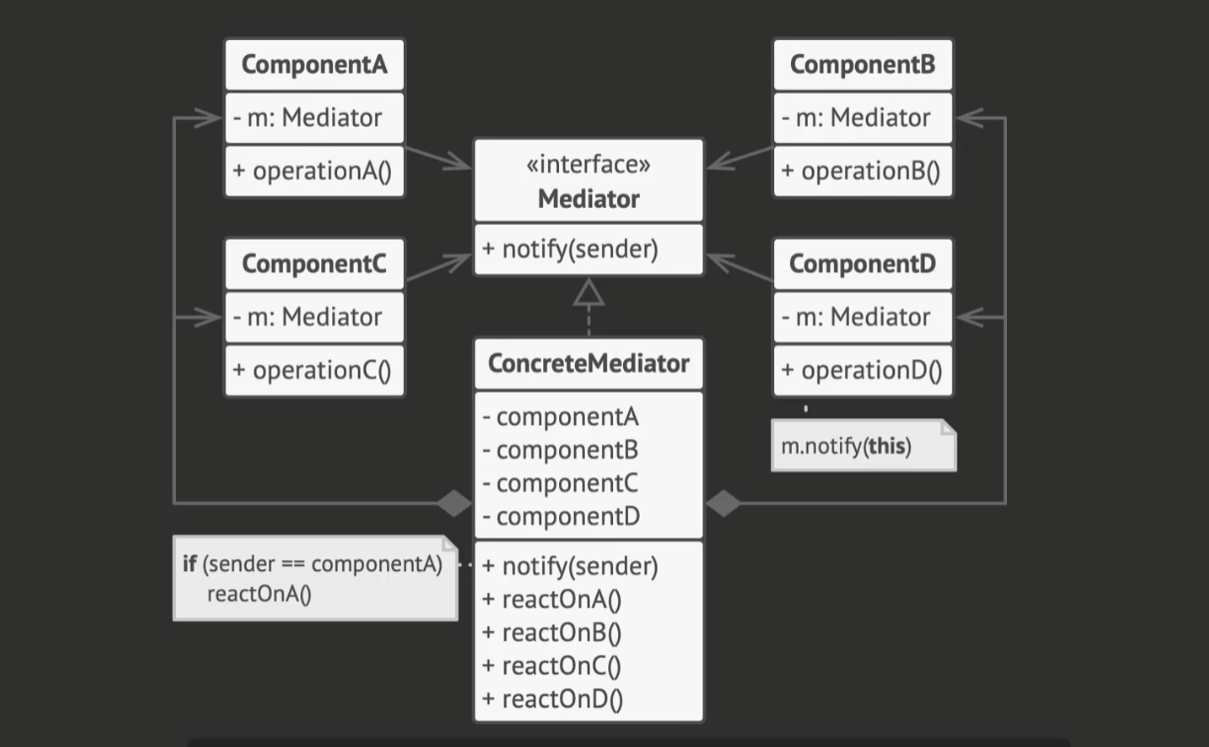 ComponentA
- m: Mediator
+ operationA()
ComponentB
- m: Mediator
+ operationB()
«interface»
Mediator
+ notify(sender)
ComponentC
- m: Mediator
+ operationC()
ComponentD
- m: Mediator
+ operationD()
m.notify(this)
ConcreteMediator
- componentA
- componentB
- componentC
- componentD
+ notify(sender)
+ reactOnA()
+ reactOnB()
+ reactOnC()
+ reactOnD()
if (sender == componentA)
reactOnA()